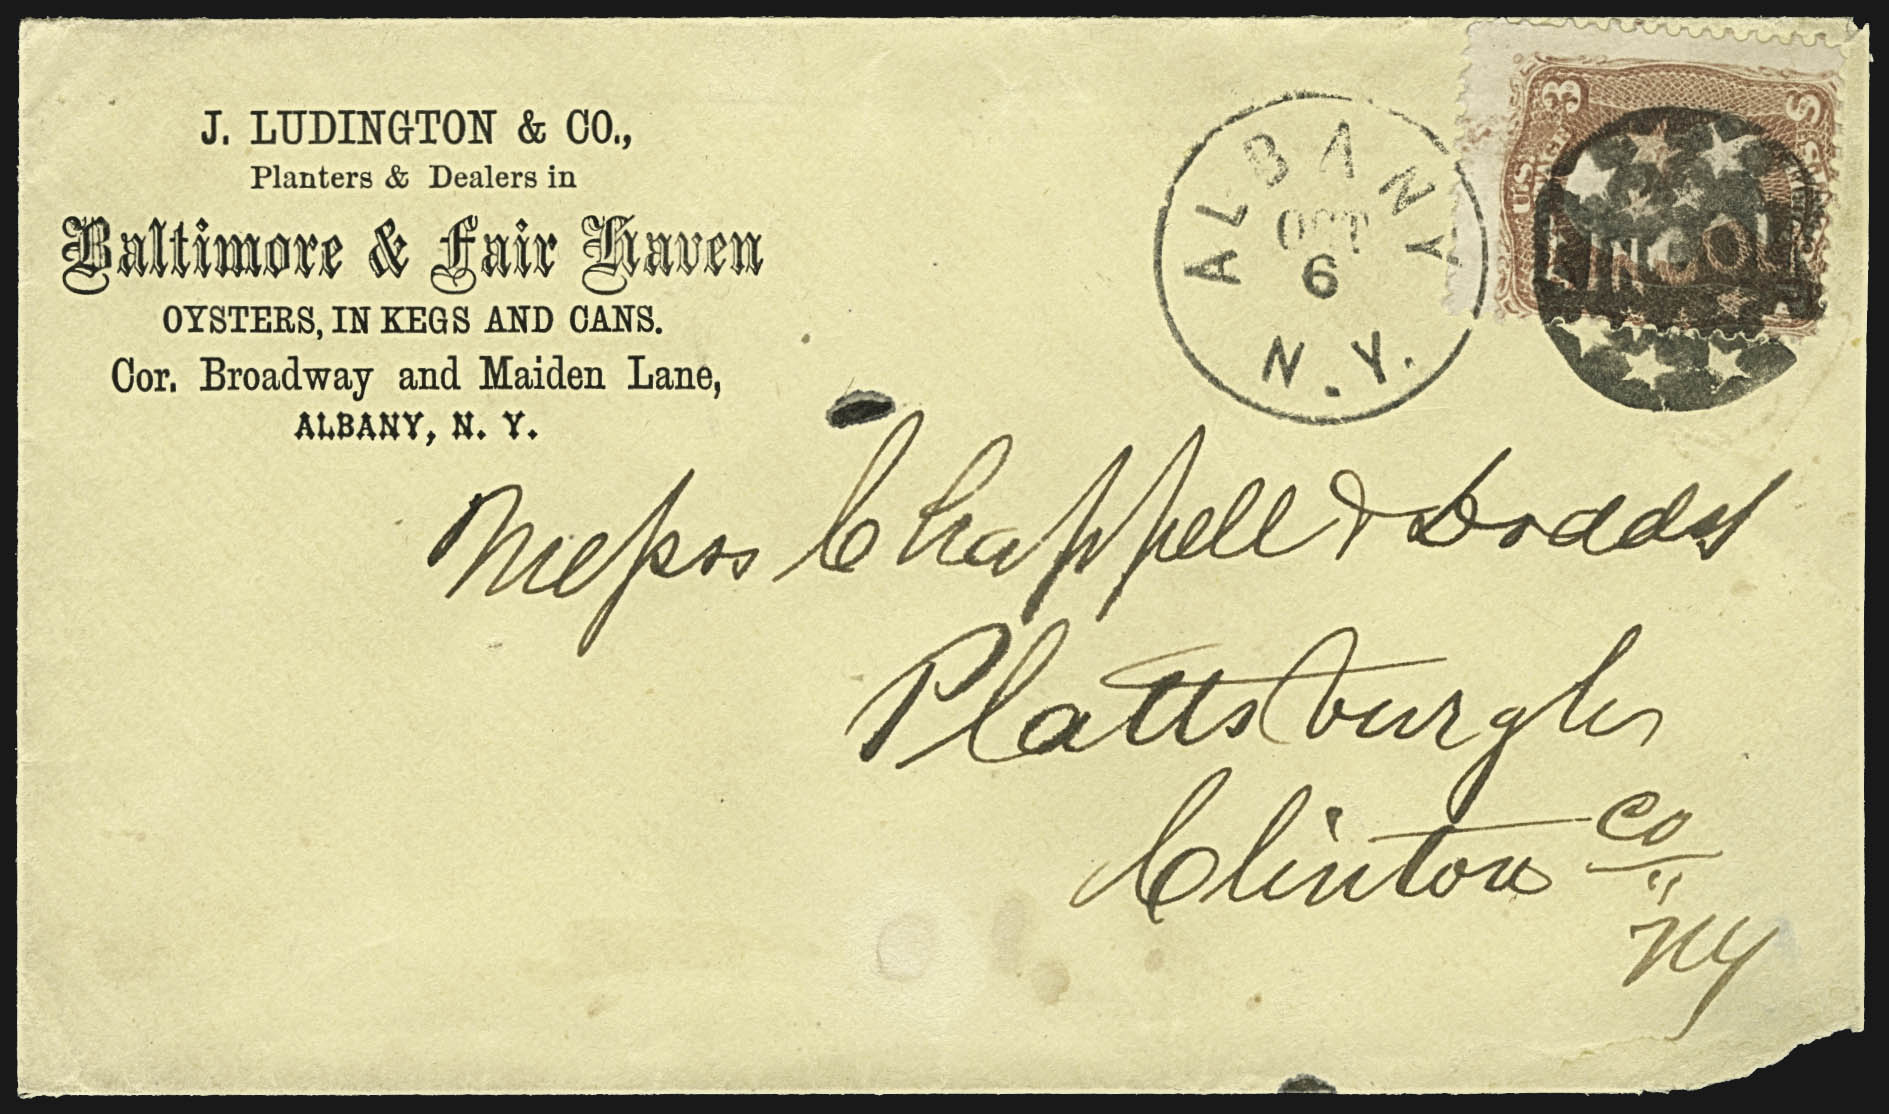 J. LUDINGTON & CO.,
Planters & Dealers in
Baltimore & Fair Haven
OYSTERS, IN KEGS AND CANS.
Cor. Broadway and Maiden Lane,
ALBANY, N. Y.
ALBANY
OCT
6
N.Y.
3
U.S.
LINCOL
Messrs Chappell & Dodds
Plattsburgh
Clinton Co
NY